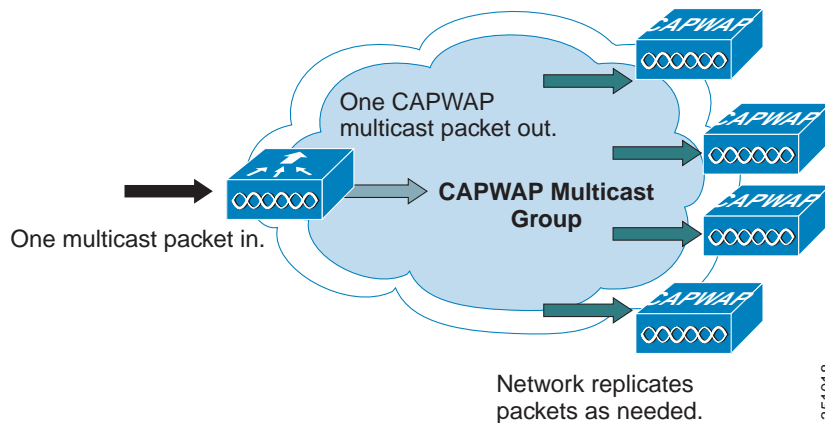 CAPWAP
One CAPWAP
multicast packet out.
CAPWAP
CAPWAP Multicast
Group
One multicast packet in.
CAPWAP
CAPWAP
Network replicates
packets as needed.